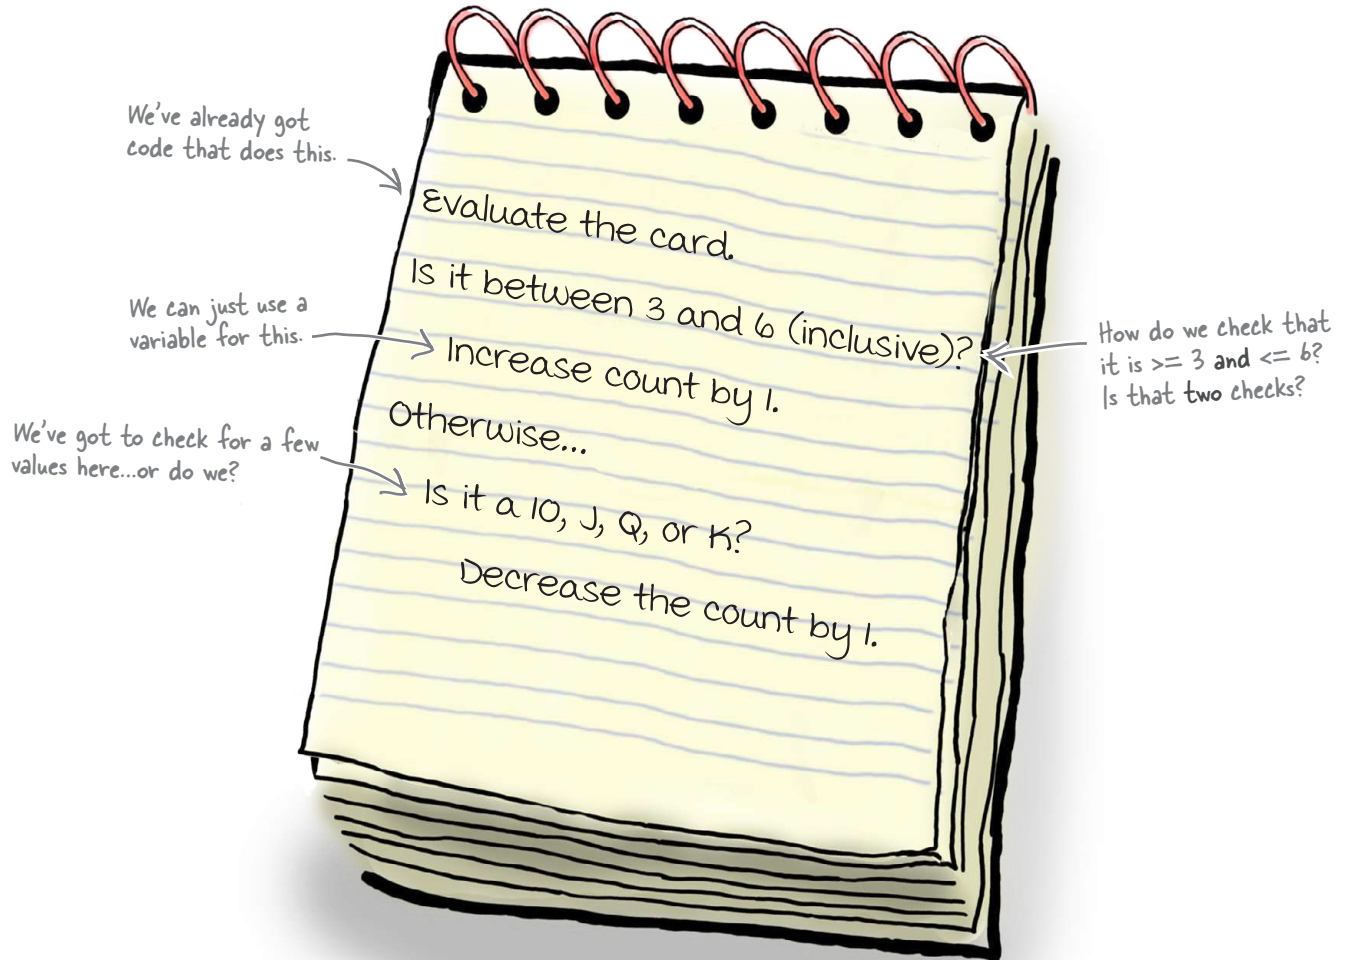 We've already got
code that does this.
Evaluate the card.
Is it between 3 and 6 (inclusive)?
We can just use a
variable for this.
How do we check that
it is >= 3 and <= 6?
Is that two checks?
Increase count by 1.
Otherwise...
We've got to check for a few
values here...or do we?
Is it a 10, J, Q, or K?
Decrease the count by 1.